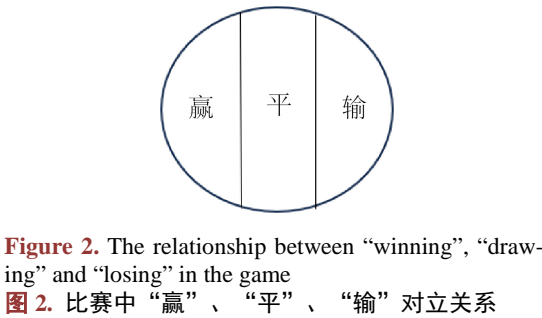 赢 平 输
Figure 2. The relationship between “winning”, “draw-
ing” and “losing” in the game
图 2. 比赛中“赢”、“平”、“输”对立关系